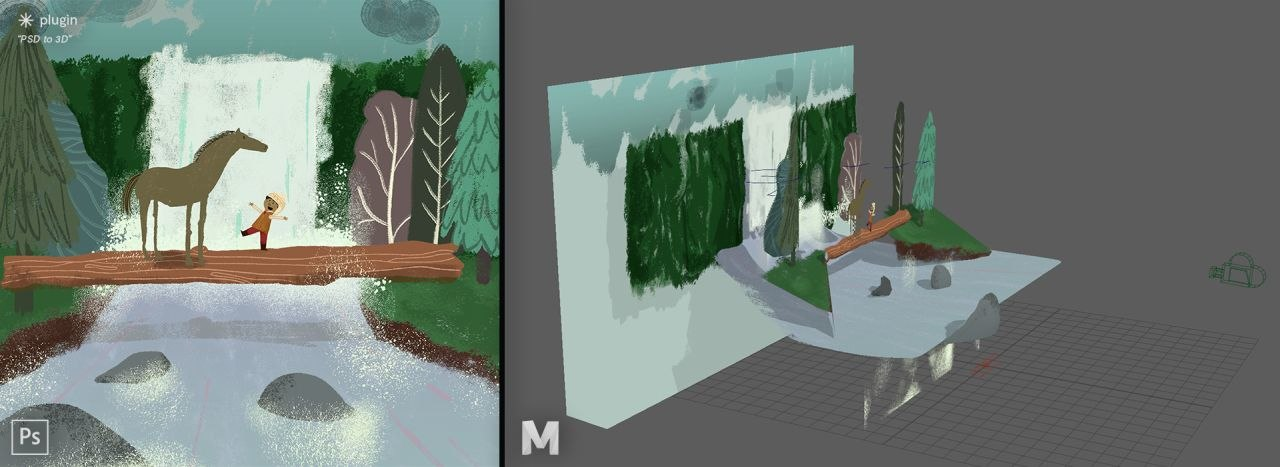 plugin
"PSD to 3D"
Ps
M